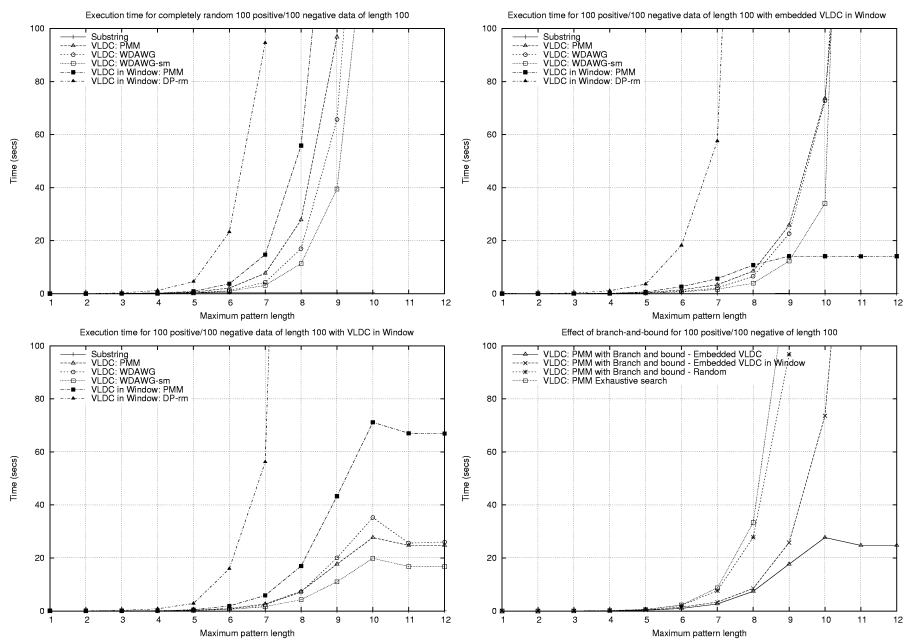 Execution time for completely random 100 positive/100 negative data of length 100
Substring
VLDC: PMM
VLDC: WDAWG
VLDC: WDAWG-sm
VLDC in Window: PMM
VLDC in Window: DP-rm
100
80
60
40
20
0
Time (secs)
1 2 3 4 5 6 7 8 9 10 11 12
Maximum pattern length
Execution time for 100 positive/100 negative data of length 100 with embedded VLDC in Window
Substring
VLDC: PMM
VLDC: WDAWG
VLDC: WDAWG-sm
VLDC in Window: PMM
VLDC in Window: DP-rm
100
80
60
40
20
0
Time (secs)
1 2 3 4 5 6 7 8 9 10 11 12
Maximum pattern length
Execution time for 100 positive/100 negative data of length 100 with VLDC in Window
Substring
VLDC: PMM
VLDC: WDAWG
VLDC: WDAWG-sm
VLDC in Window: PMM
VLDC in Window: DP-rm
100
80
60
40
20
0
Time (secs)
1 2 3 4 5 6 7 8 9 10 11 12
Maximum pattern length
Effect of branch-and-bound for 100 positive/100 negative of length 100
VLDC: PMM with Branch and bound - Embedded VLDC
VLDC: PMM with Branch and bound - Embedded VLDC in Window
VLDC: PMM with Branch and bound - Random
VLDC: PMM Exhaustive search
100
80
60
40
20
0
Time (secs)
1 2 3 4 5 6 7 8 9 10 11 12
Maximum pattern length